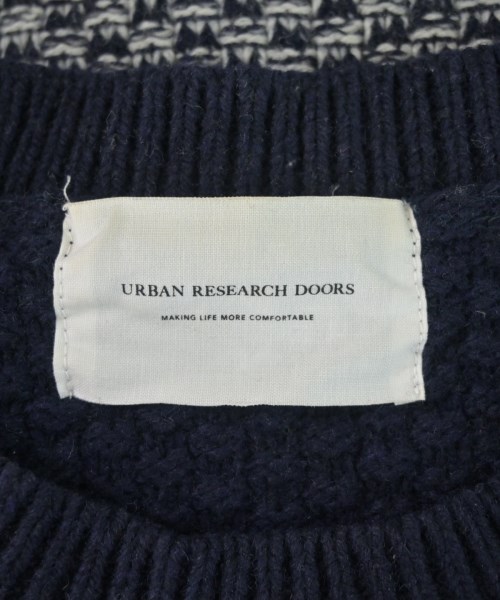 URBAN RESEARCH DOORS
MAKING LIFE MORE COMFORTABLE